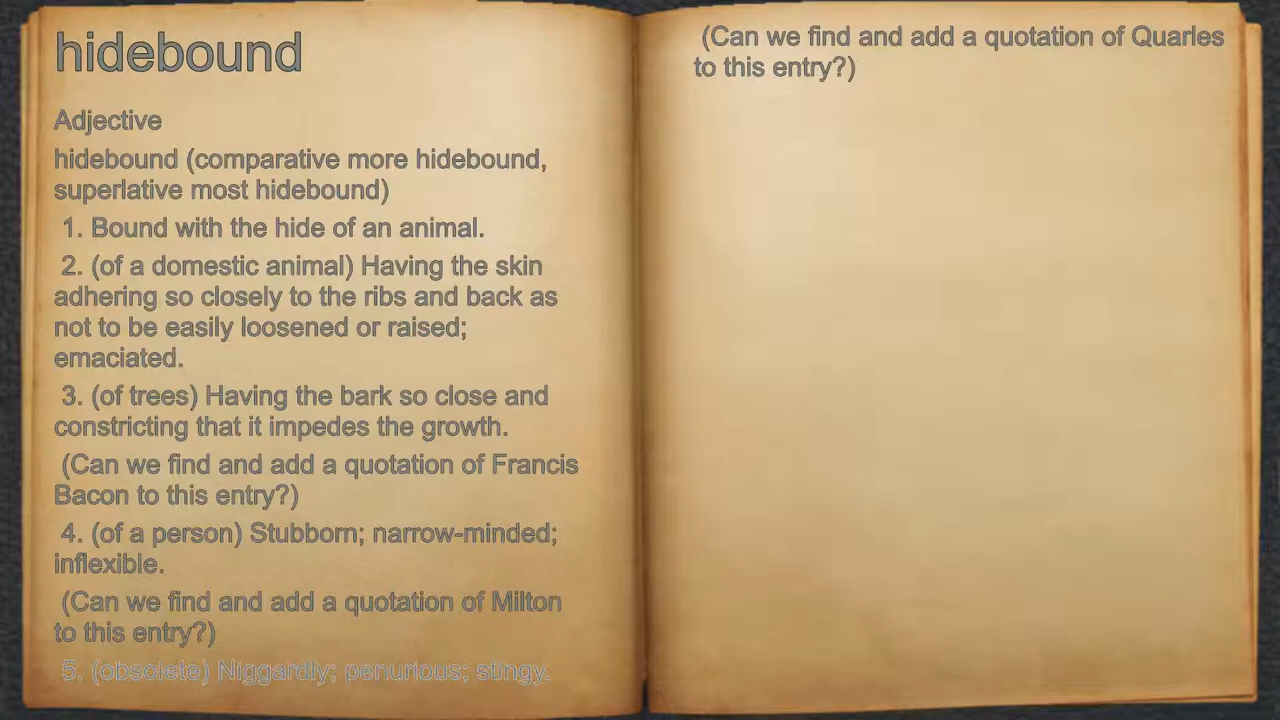 hidebound
Adjective
hidebound (comparative more hidebound,
superlative most hidebound)
1. Bound with the hide of an animal.
2. (of a domestic animal) Having the skin
adhering so closely to the ribs and back as
not to be easily loosened or raised;
emaciated.
3. (of trees) Having the bark so close and
constricting that it impedes the growth.
(Can we find and add a quotation of Francis
Bacon to this entry?)
4. (of a person) Stubborn; narrow-minded;
inflexible.
(Can we find and add a quotation of Milton
to this entry?)
5. (obsolete) Niggardly; penurious; stingy.
(Can we find and add a quotation of Quarles
to this entry?)